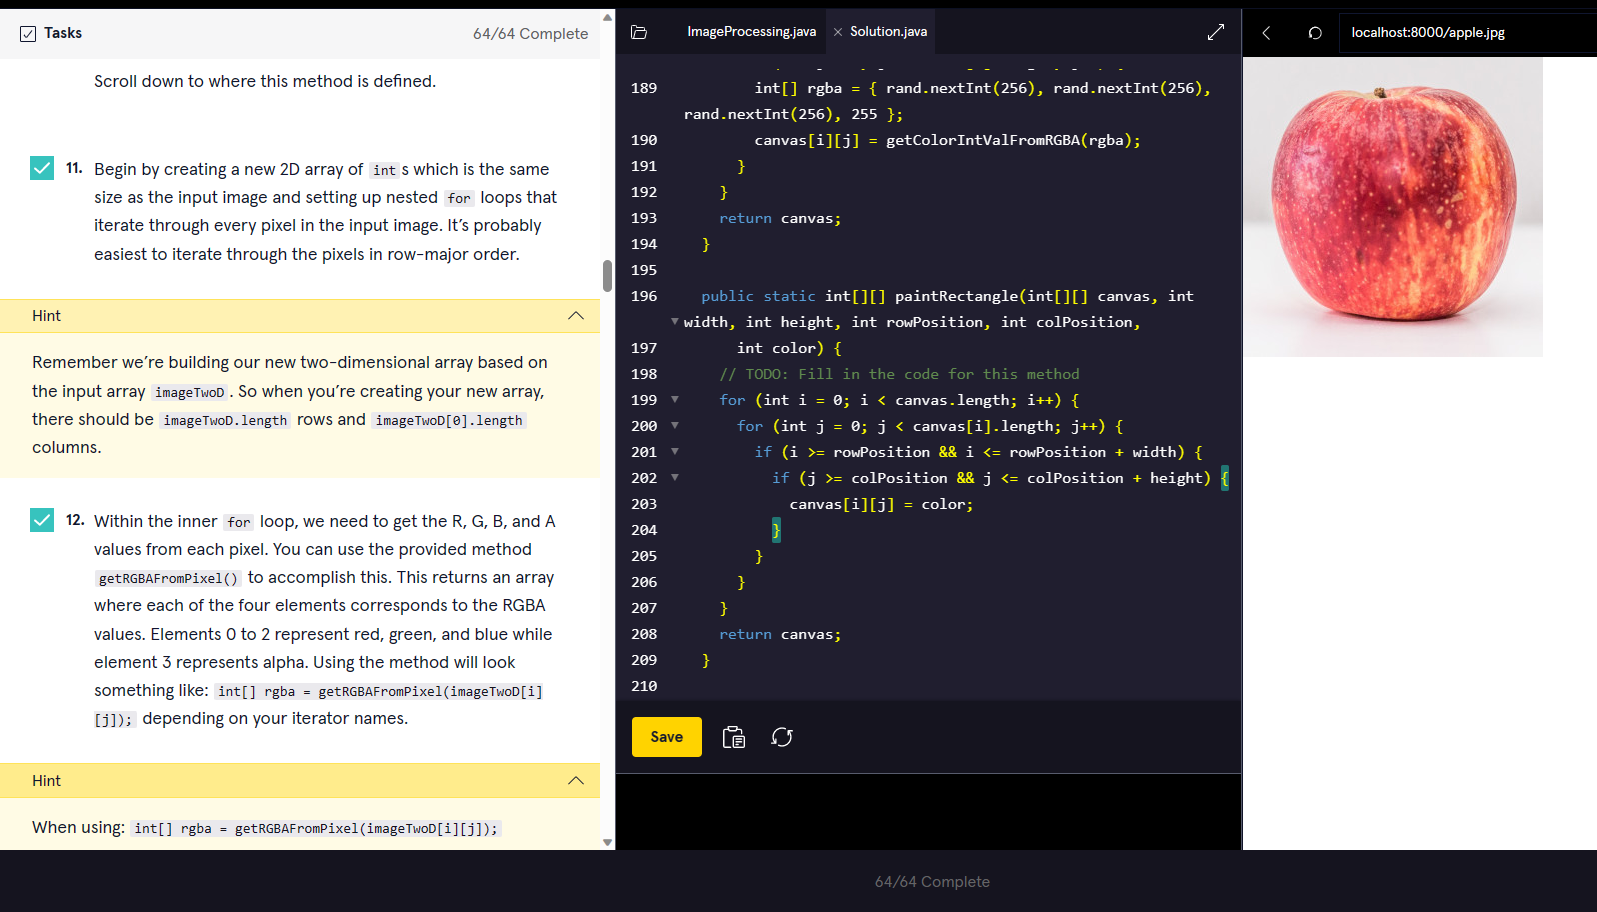 Tasks
64/64 Complete
Scroll down to where this method is defined.
11. Begin by creating a new 2D array of int s which is the same
size as the input image and setting up nested for loops that
iterate through every pixel in the input image. It’s probably
easiest to iterate through the pixels in row-major order.
Hint
Remember we’re building our new two-dimensional array based on
the input array imageTwoD . So when you’re creating your new array,
there should be imageTwoD.length rows and imageTwoD[0].length
columns.
12. Within the inner for loop, we need to get the R, G, B, and A
values from each pixel. You can use the provided method
getRGBAFromPixel() to accomplish this. This returns an array
where each of the four elements corresponds to the RGBA
values. Elements 0 to 2 represent red, green, and blue while
element 3 represents alpha. Using the method will look
something like: int[] rgba = getRGBAFromPixel(imageTwoD[i]
[j]); depending on your iterator names.
Hint
When using: int[] rgba = getRGBAFromPixel(imageTwoD[i][j]);
ImageProcessing.java
Solution.java
189 int[] rgba = { rand.nextInt(256), rand.nextInt(256),
rand.nextInt(256), 255 };
190 canvas[i][j] = getColorIntValFromRGBA(rgba);
191 }
192 }
193 return canvas;
194 }
195
196 public static int[][] paintRectangle(int[][] canvas, int
width, int height, int rowPosition, int colPosition,
197 int color) {
198 // TODO: Fill in the code for this method
199 for (int i = 0; i < canvas.length; i++) {
200 for (int j = 0; j < canvas[i].length; j++) {
201 if (i >= rowPosition && i <= rowPosition + width) {
202 if (j >= colPosition && j <= colPosition + height) {
203 canvas[i][j] = color;
204 }
205 }
206 }
207 }
208 return canvas;
209 }
210
Save
localhost:8000/apple.jpg
64/64 Complete